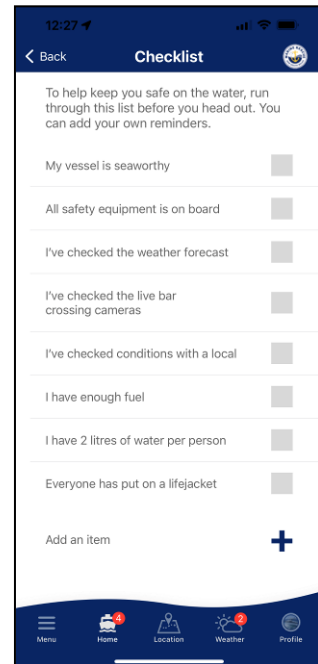 12:27
Back
Checklist
To help keep you safe on the water, run
through this list before you head out. You
can add your own reminders.
My vessel is seaworthy
All safety equipment is on board
I've checked the weather forecast
I've checked the live bar
crossing cameras
I've checked conditions with a local
I have enough fuel
I have 2 litres of water per person
Everyone has put on a lifejacket
Add an item
4
2
Menu
Home
Location
Weather
Profile